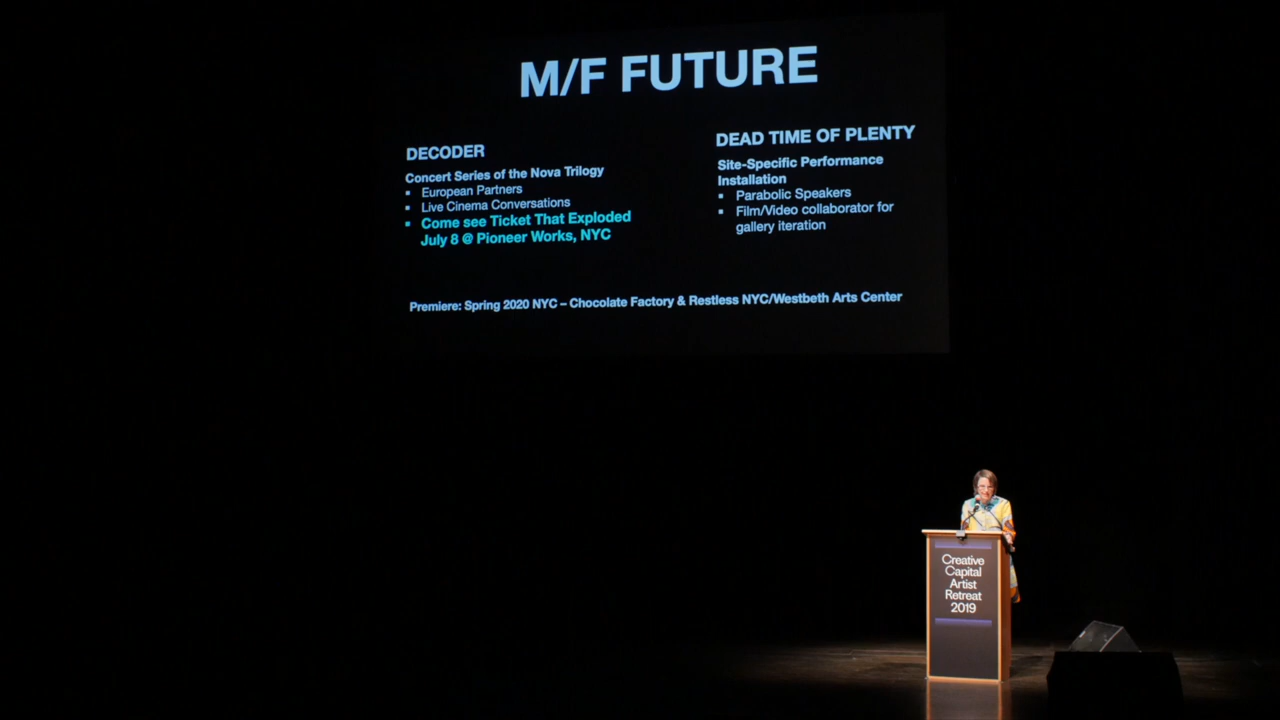 M/F FUTURE
DECODER
Concert Series of the Nova Trilogy
▪ European Partners
▪ Live Cinema Conversations
▪ Come see Ticket That Exploded
July 8 @ Pioneer Works, NYC
DEAD TIME OF PLENTY
Site-Specific Performance
Installation
▪ Parabolic Speakers
▪ Film/Video collaborator for
gallery iteration
Premiere: Spring 2020 NYC – Chocolate Factory & Restless NYC/Westbeth Arts Center
Creative
Capital
Artist
Retreat
2019